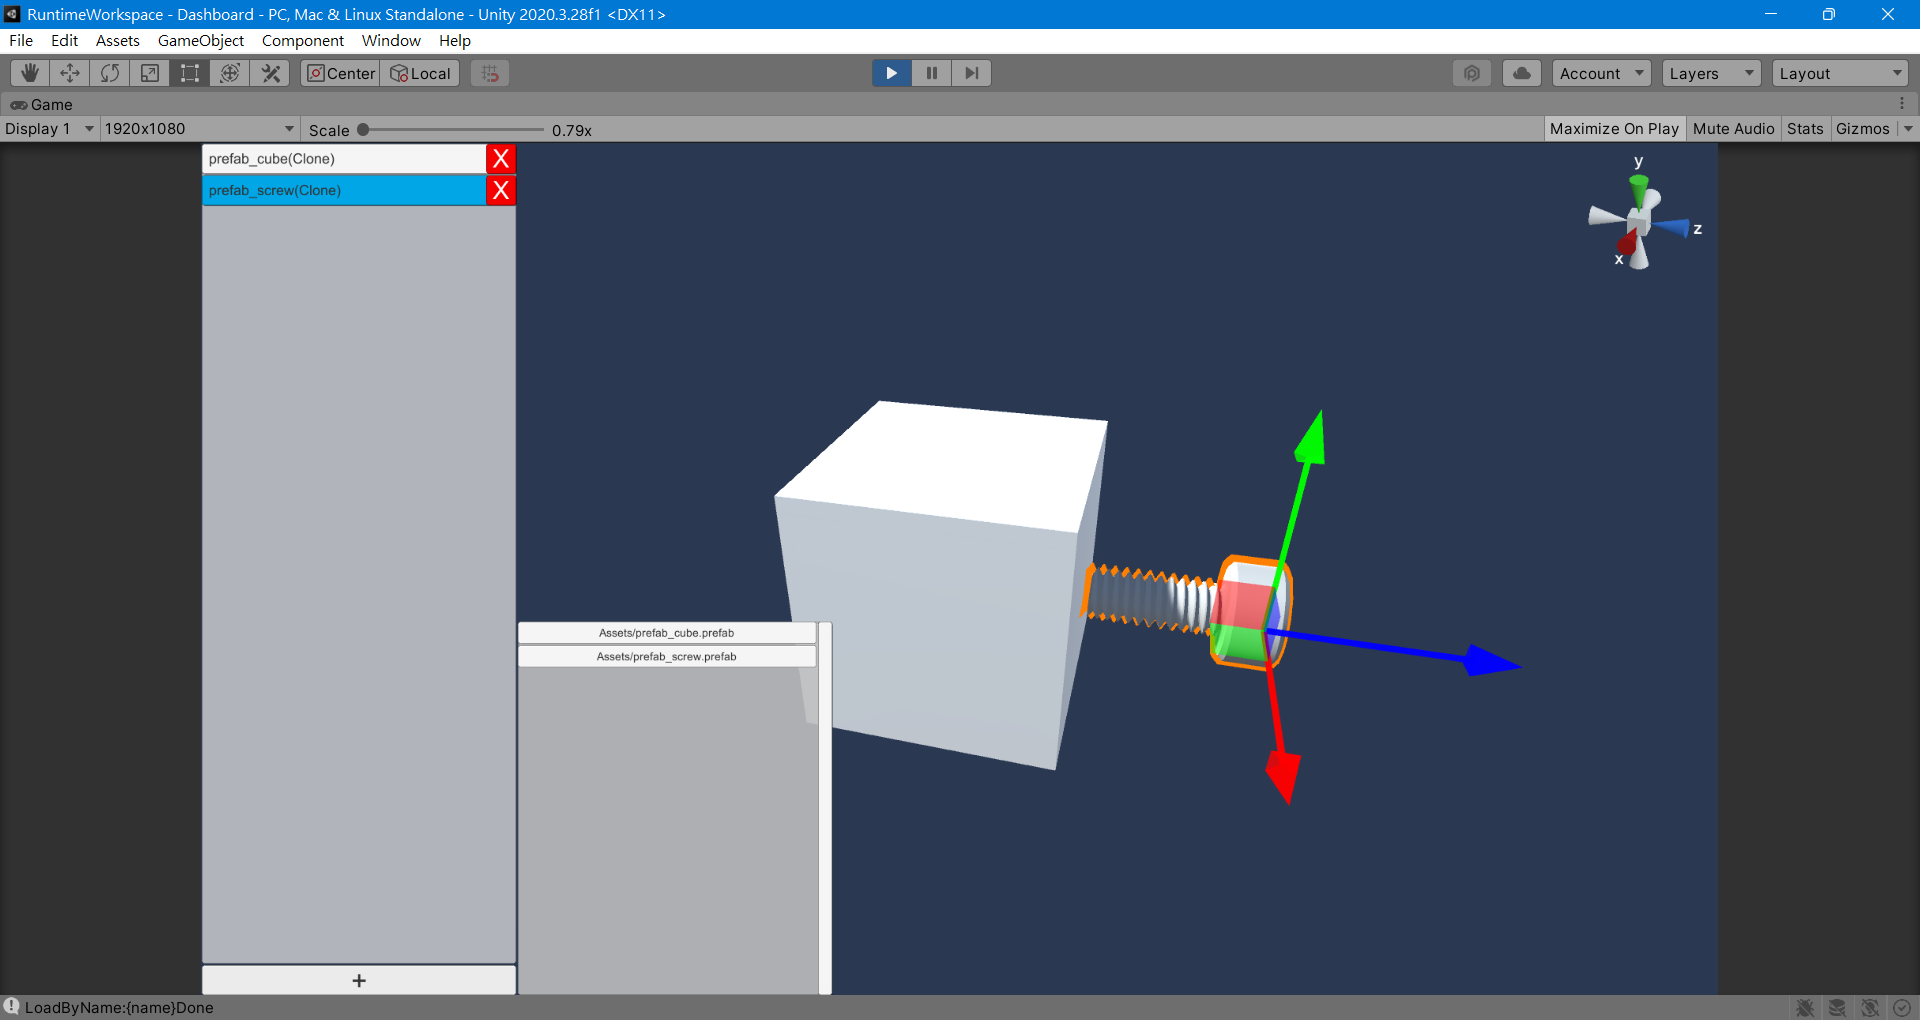 RuntimeWorkspace - Dashboard - PC, Mac & Linux Standalone - Unity 2020.3.28f1 <DX11>
File Edit Assets GameObject Component Window Help
Center Local Account Layers Layout
Game
Display 1 1920x1080 Scale 0.79x Maximize On Play Mute Audio Stats Gizmos
prefab_cube(Clone) X
prefab_screw(Clone) X
y
z
x
Assets/prefab_cube.prefab
Assets/prefab_screw.prefab
+
LoadByName:{name}Done